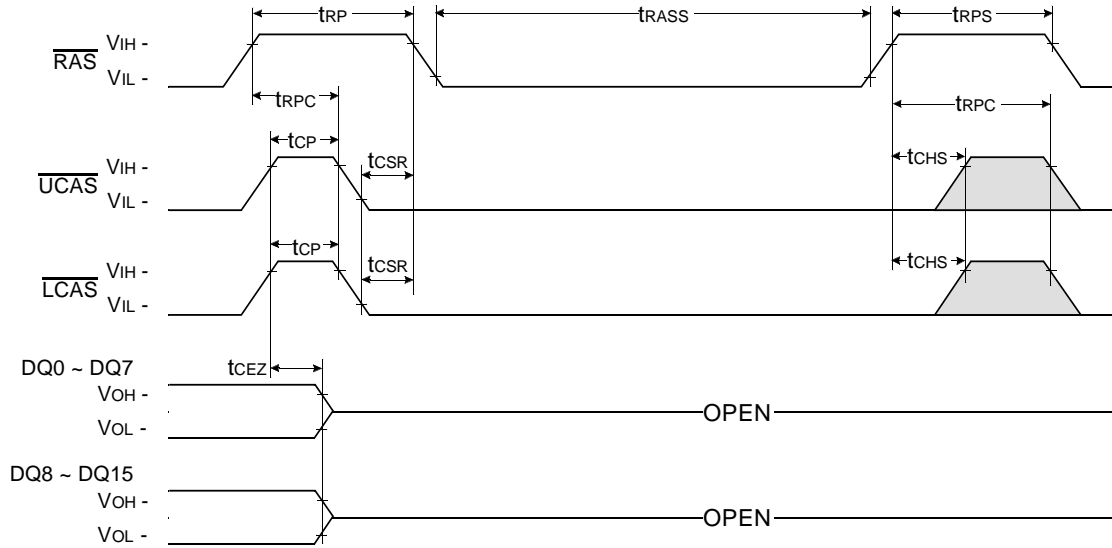 tRP tRASS tRPS
RAS VIH -
VIL -
tRPC tRPC
tCP
UCAS VIH - tCSR tCHS
VIL -
tCP
LCAS VIH - tCSR tCHS
VIL -
DQ0 ~ DQ7 tCEZ
VOH -
VOL - OPEN
DQ8 ~ DQ15
VOH -
VOL - OPEN